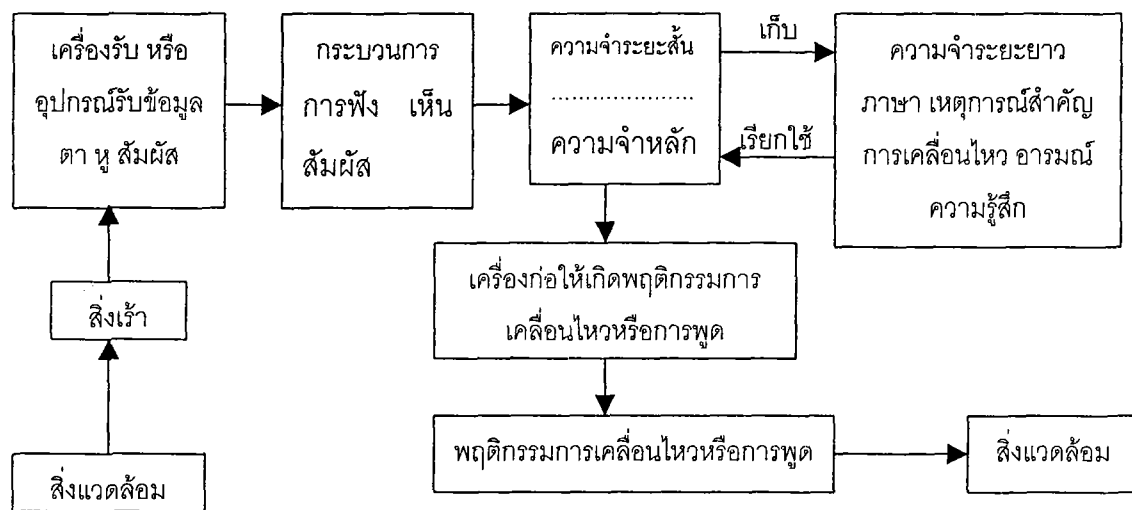 เครื่องรับ หรือ
อุปกรณ์รับข้อมูล
ตา หู สัมผัส
กระบวนการ
การฟัง เห็น
สัมผัส
ความจำระยะสั้น
...................
ความจำหลัก
เก็บ
เรียกใช้
ความจำระยะยาว
ภาษา เหตุการณ์สำคัญ
การเคลื่อนไหว อารมณ์
ความรู้สึก
สิ่งเร้า
สิ่งแวดล้อม
เครื่องก่อให้เกิดพฤติกรรมการ
เคลื่อนไหวหรือการพูด
พฤติกรรมการเคลื่อนไหวหรือการพูด
สิ่งแวดล้อม